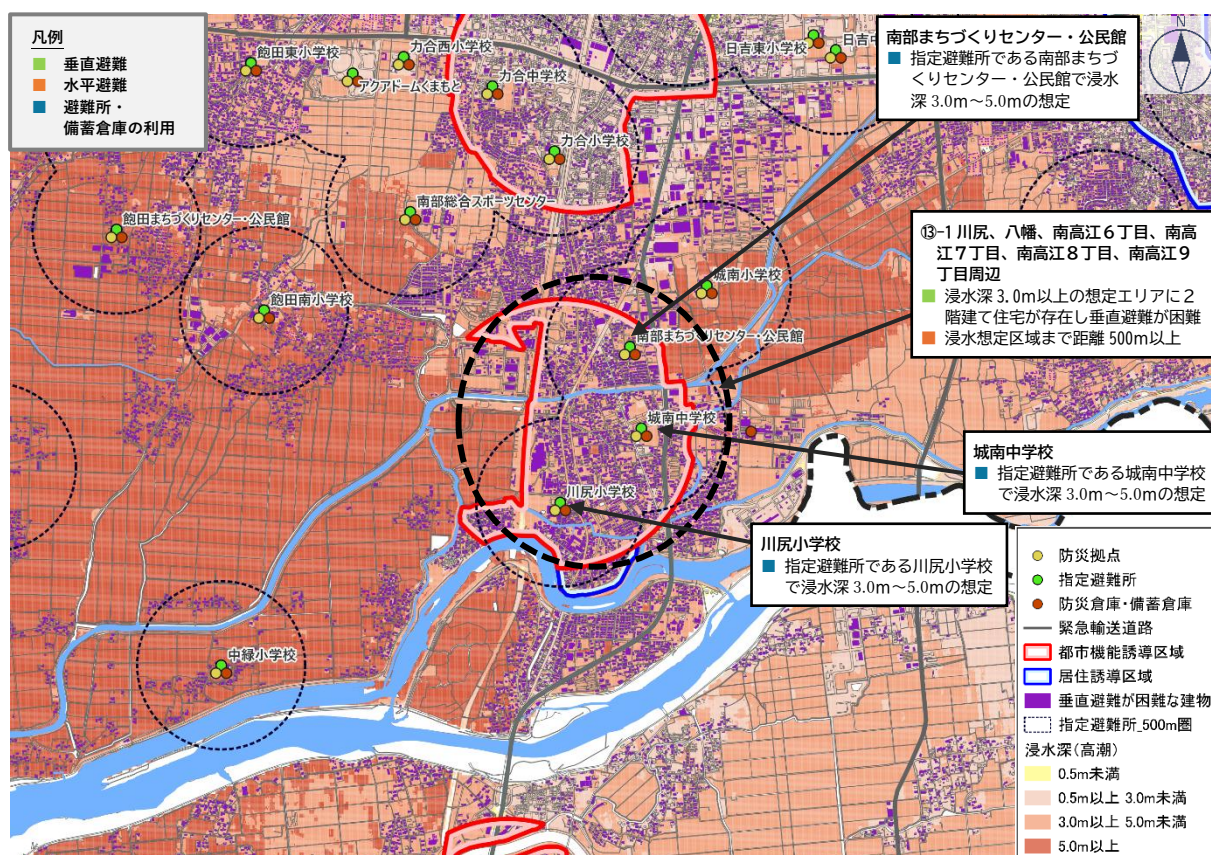 凡例
垂直避難
水平避難
避難所・
備蓄倉庫の利用
飽田東小学校
力合西小学校
アクアドームくまもと
力合中学校
日吉東小学校
日吉中
力合小学校
南部総合スポーツセンター
飽田まちづくりセンター・公民館
飽田南小学校
城南小学校
南部まちづくりセンター・公民館
城南中学校
川尻小学校
中緑小学校
南部まちづくりセンター・公民館
指定避難所である南部まちづ
くりセンター・公民館で浸水
深 3.0m～5.0mの想定
N
⑬-1 川尻、八幡、南高江６丁目、南高
江７丁目、南高江８丁目、南高江９
丁目周辺
浸水深 3.0m以上の想定エリアに２
階建て住宅が存在し垂直避難が困難
浸水想定区域まで距離 500m以上
城南中学校
指定避難所である城南中学校
で浸水深 3.0m～5.0mの想定
川尻小学校
指定避難所である川尻小学校
で浸水深 3.0m～5.0mの想定
防災拠点
指定避難所
防災倉庫・備蓄倉庫
緊急輸送道路
都市機能誘導区域
居住誘導区域
垂直避難が困難な建物
指定避難所_500m圏
浸水深(高潮)
0.5m未満
0.5m以上 3.0m未満
3.0m以上 5.0m未満
5.0m以上